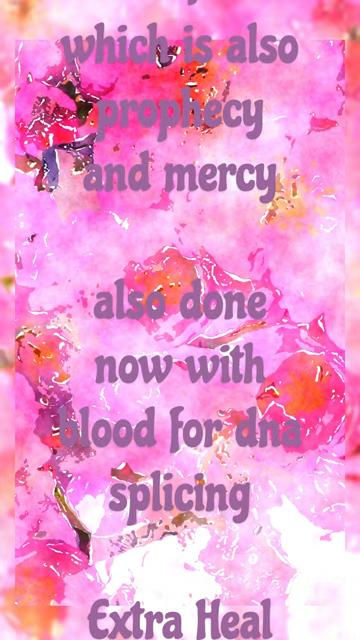 which is also
prophecy
and mercy
also done
now with
blood for dna
splicing
Extra Heal